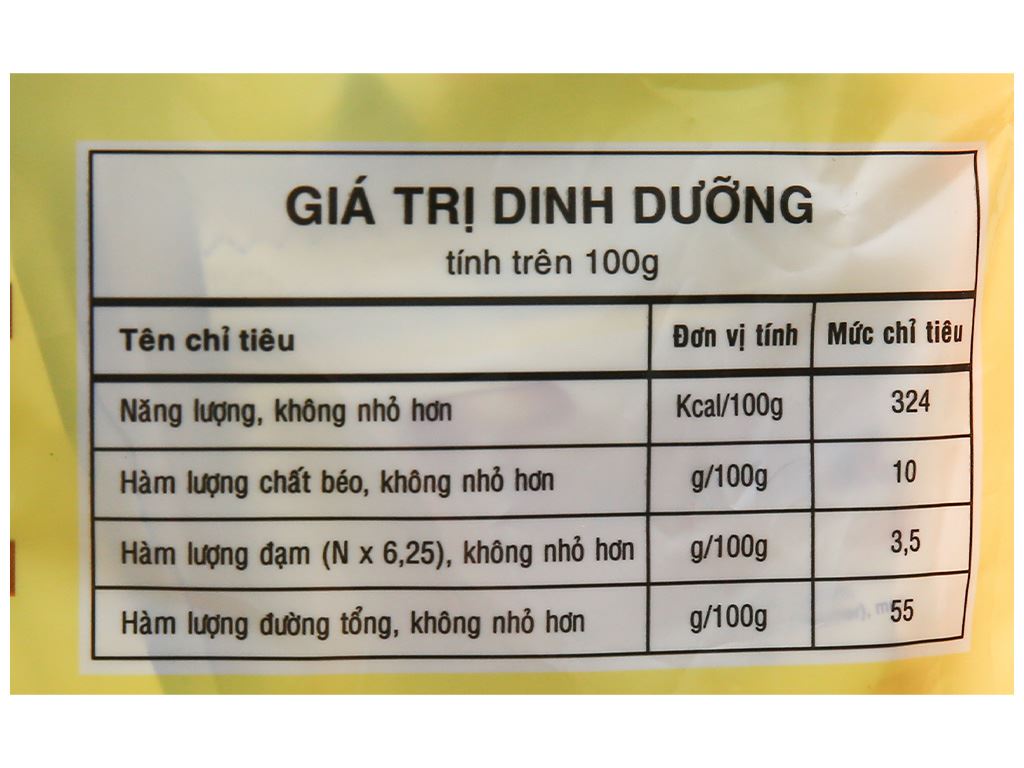 GIÁ TRỊ DINH DƯỠNG
tính trên 100g
Tên chỉ tiêu Đơn vị tính Mức chỉ tiêu
Năng lượng, không nhỏ hơn Kcal/100g 324
Hàm lượng chất béo, không nhỏ hơn g/100g 10
Hàm lượng đạm (N x 6,25), không nhỏ hơn g/100g 3,5
Hàm lượng đường tổng, không nhỏ hơn g/100g 55